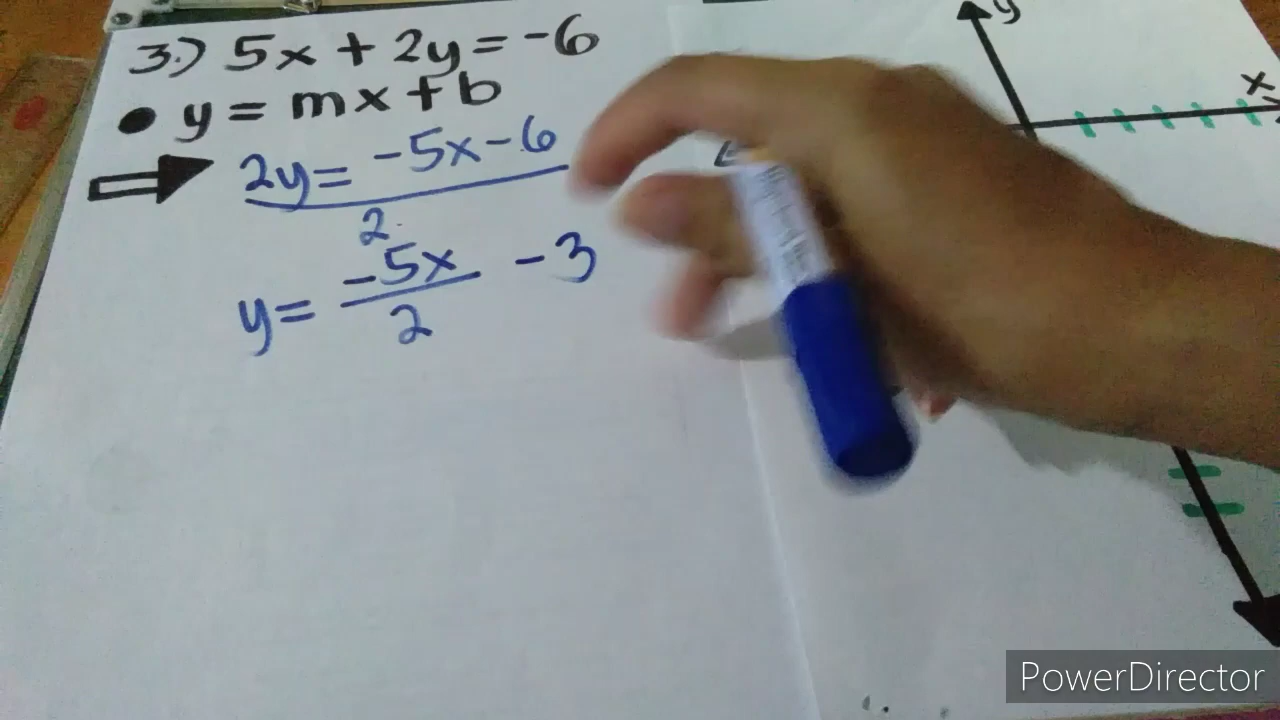 3.) 5x + 2y = -6
• y = mx + b
⇒ 2y = -5x - 6
2
y = -5x - 3
2
y
x
PowerDirector